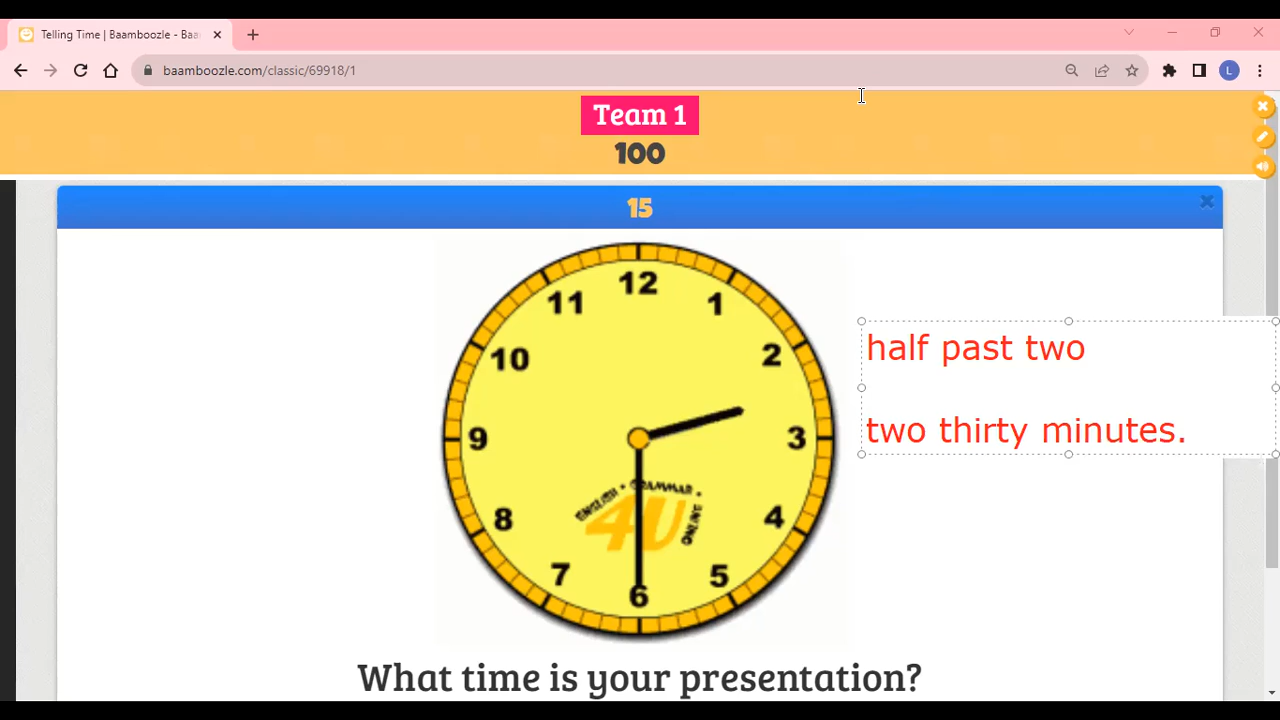 Telling Time | Baamboozle - Baa
baamboozle.com/classic/69918/1
L
Team 1
100
15
12
11
1
10
2
9
3
8
4
7
5
6
ENGLISH • GRAMMAR • ONLINE
4U
half past two
two thirty minutes.
What time is your presentation?